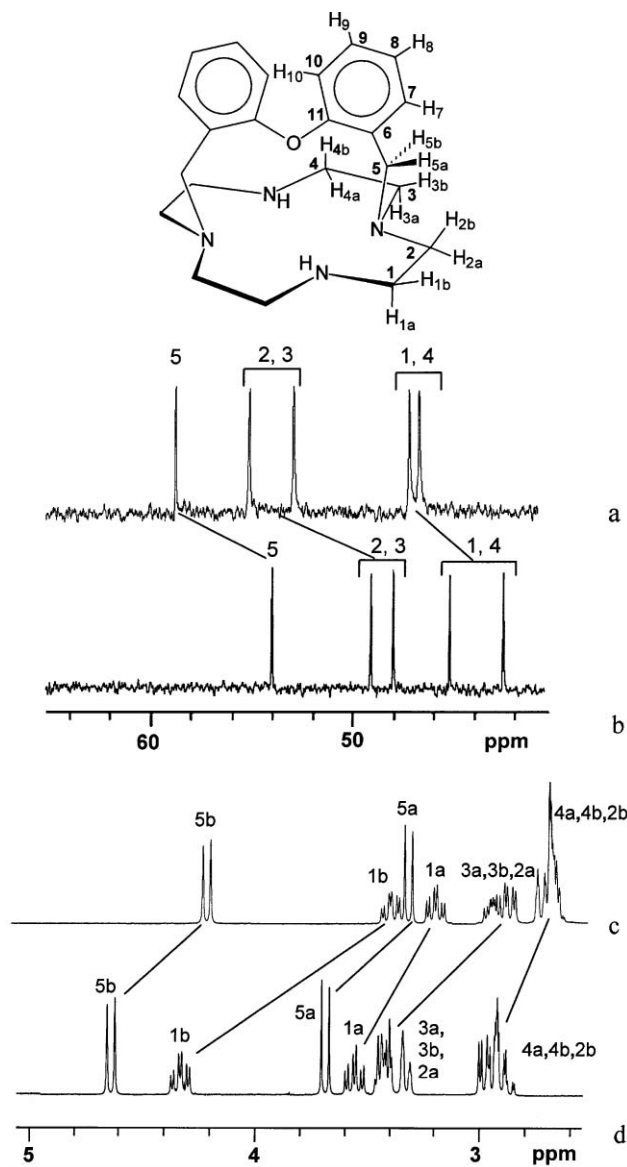 H9
9
8
H8
10
H10
7
H7
11
6
O
H5b
H4b
5
H5a
4
H3b
NH
H4a
3
H3a
N
N
H2b
H
N
2
H2a
1
H1b
H1a
5
2, 3
1, 4
a
5
2, 3
1, 4
b
60
50
ppm
5b
5a
4a,4b,2b
1b
1a
3a,3b,2a
c
5b
1b
5a
1a
3a,
3b,
2a
4a,4b,2b
d
5
4
3
ppm